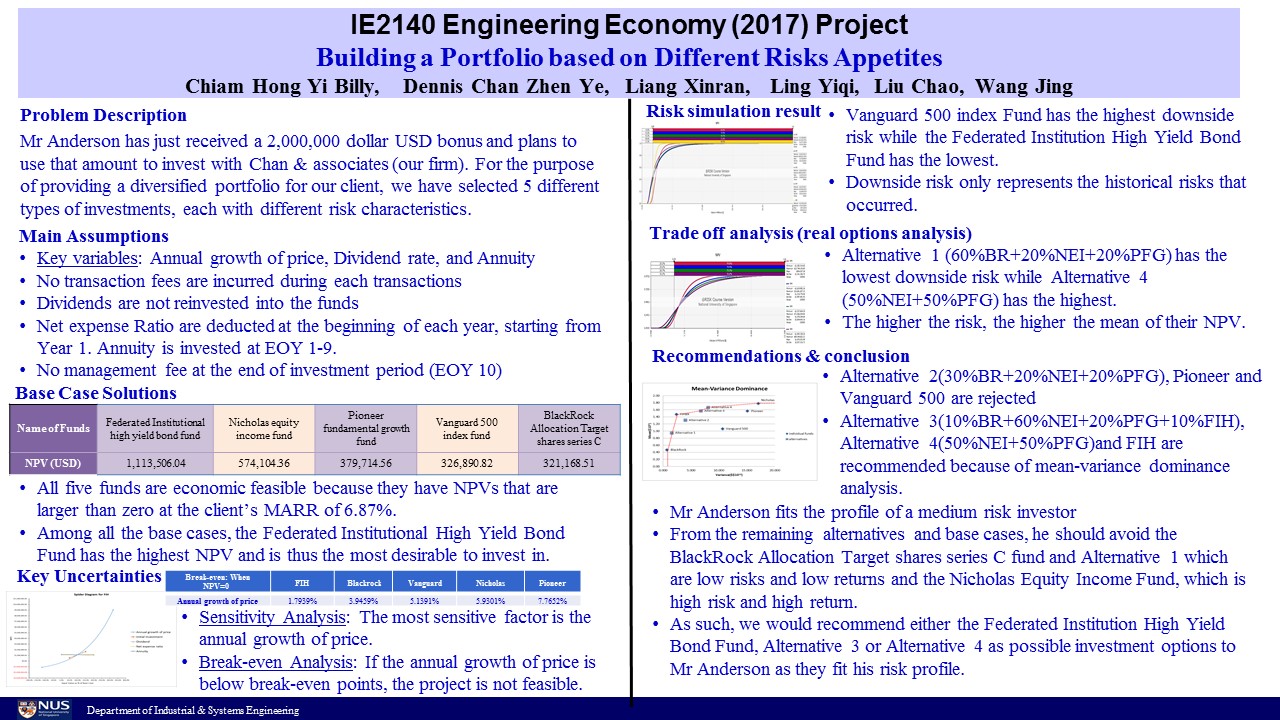 IE2140 Engineering Economy (2017) Project
Building a Portfolio based on Different Risks Appetites
Chiam Hong Yi Billy, Dennis Chan Zhen Ye, Liang Xinran, Ling Yiqi, Liu Chao, Wang Jing
Problem Description
Mr Anderson has just received a 2,000,000 dollar USD bonus and plans to
use that amount to invest with Chan & associates (our firm). For the purpose
of providing a diversified portfolio for our client, we have selected 5 different
types of investments, each with different risk characteristics.
Main Assumptions
• Key variables: Annual growth of price, Dividend rate, and Annuity
• No transaction fees are incurred during each transactions
• Dividends are not reinvested into the funds
• Net expense Ratio are deducted at the beginning of each year, starting from
Year 1. Annuity is invested at EOY 1-9.
• No management fee at the end of investment period (EOY 10)
Base Case Solutions
Name of Funds
Federated Institutional
high yield bond fund
Nicholas equity
income fund
Pioneer
fundamental growth
fund
Vanguard 500
index fund
BlackRock
Allocation Target
shares series C
NPV (USD) 1,113,506.04 574,104.36 379,714.56 326,890.82 321,168.51
• All five funds are economic feasible because they have NPVs that are
larger than zero at the client's MARR of 6.87%.
• Among all the base cases, the Federated Institutional High Yield Bond
Fund has the highest NPV and is thus the most desirable to invest in.
Key Uncertainties
Break-even: When
NPV=0
FIH Blackrock Vanguard Nicholas Pioneer
Annual growth of price 1.7939% 3.9459% 5.1391% 5.9301% 7.7652%
Spider Diagram for FIH
Annual growth of price
Initial investment
Dividend
Net expense ratio
Annuity
• Sensitivity Analysis: The most sensitive factor is the
annual growth of price.
• Break-even Analysis: If the annual growth of price is
below break-even points, the project is not feasible.
Risk simulation result
• Vanguard 500 index Fund has the highest downside
risk while the Federated Institution High Yield Bond
Fund has the lowest.
• Downside risk only represent the historical risks that
occurred.
Trade off analysis (real options analysis)
• Alternative 1 (60%BR+20%NEI+20%PFG) has the
lowest downside risk while Alternative 4
(50%NEI+50%PFG) has the highest.
• The higher the risk, the higher the mean of their NPV.
Recommendations & conclusion
Mean-Variance Dominance
• Alternative 2(30%BR+20%NEI+20%PFG), Pioneer and
Vanguard 500 are rejected
• Alternative 3(10%BR+60%NEI+20%PFG+10%FIH),
Alternative 4(50%NEI+50%PFG)and FIH are
recommended because of mean-variance dominance
analysis.
• Mr Anderson fits the profile of a medium risk investor
• From the remaining alternatives and base cases, he should avoid the
BlackRock Allocation Target shares series C fund and Alternative 1 which
are low risks and low returns and the Nicholas Equity Income Fund, which is
high risk and high return.
• As such, we would recommend either the Federated Institution High Yield
Bond Fund, Alternative 3 or Alternative 4 as possible investment options to
Mr Anderson as they fit his risk profile.
NUS
National University
of Singapore
Department of Industrial & Systems Engineering